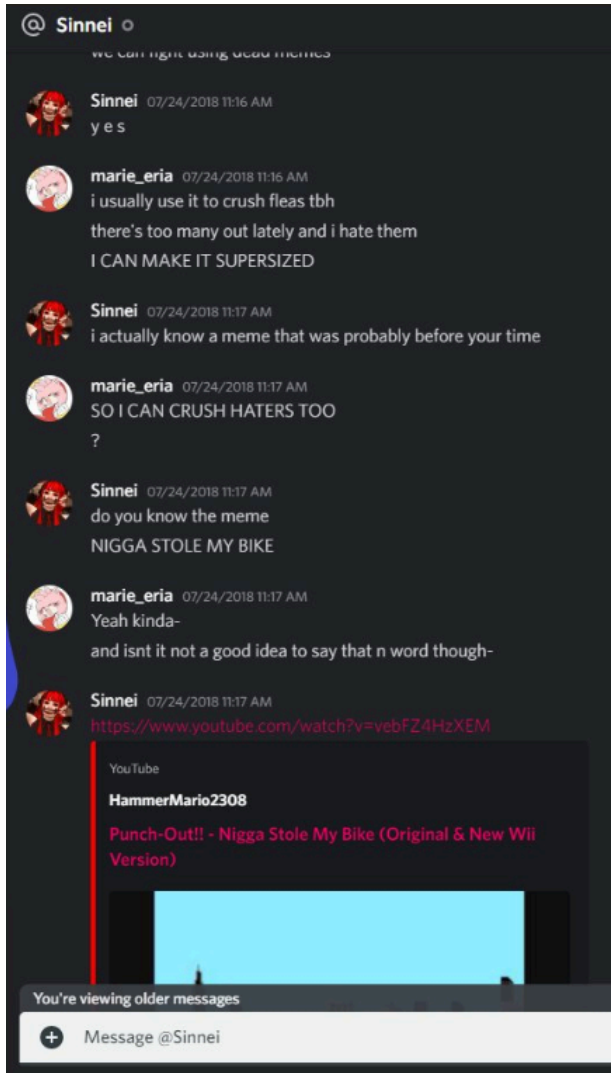 @ Sinnei
we can fight using dead memes
Sinnei 07/24/2018 11:16 AM
y e s
marie_eria 07/24/2018 11:16 AM
i usually use it to crush fleas tbh
there's too many out lately and i hate them
I CAN MAKE IT SUPERSIZED
Sinnei 07/24/2018 11:17 AM
i actually know a meme that was probably before your time
marie_eria 07/24/2018 11:17 AM
SO I CAN CRUSH HATERS TOO
?
Sinnei 07/24/2018 11:17 AM
do you know the meme
NIGGA STOLE MY BIKE
marie_eria 07/24/2018 11:17 AM
Yeah kinda-
and isnt it not a good idea to say that n word though-
Sinnei 07/24/2018 11:17 AM
https://www.youtube.com/watch?v=vebFZ4HzXEM
YouTube
HammerMario2308
Punch-Out!! - Nigga Stole My Bike (Original & New Wii
Version)
You're viewing older messages
Message @Sinnei